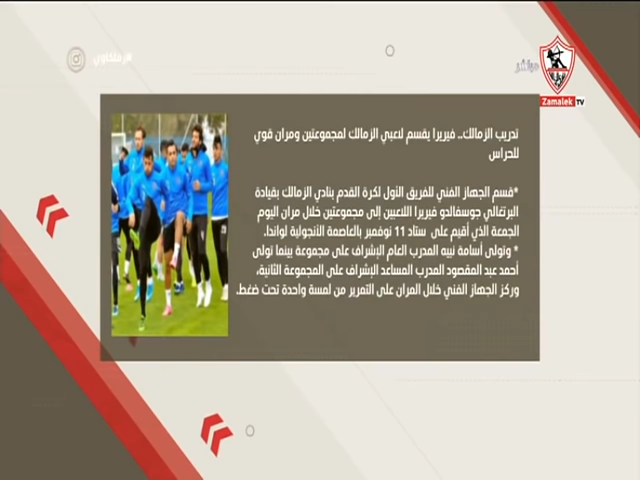 #زملكاوي
مباشر
Zamalek TV
تدريب الزمالك.. فيريرا يقسم لاعبي الزمالك لمجموعتين ومران قوي
للحراس
*قسم الجهاز الفني للفريق الأول لكرة القدم بنادي الزمالك بقيادة
البرتغالي جوسفالدو فيريرا اللاعبين إلى مجموعتين خلال مران اليوم
الجمعة الذي أقيم على ستاد 11 نوفمبر بالعاصمة الأنجولية لواندا.
* وتولى أسامة نبيه المدرب العام الإشراف على مجموعة بينما تولى
أحمد عبد المقصود المدرب المساعد الإشراف على المجموعة الثانية،
وركز الجهاز الفني خلال المران على التمرير من لمسة واحدة تحت ضغط.